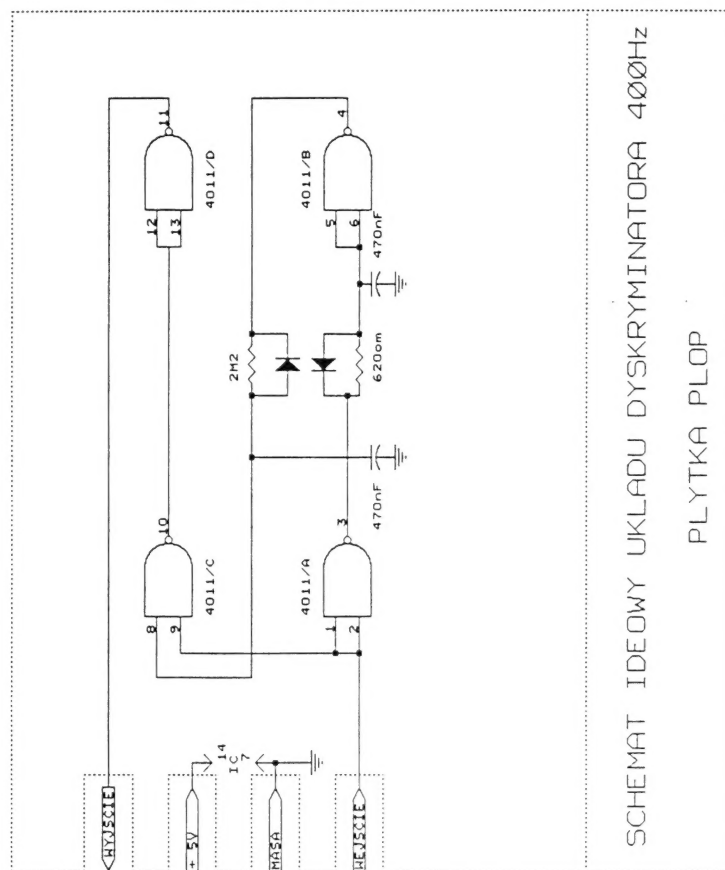 11
4011/D
12
13
4
4011/B
5
6
470nF
2M2
620om
470nF
10
4011/C
8
9
3
4011/A
1
2
14
IC
7
WYJSCIE
+ 5V
MASA
WEJSCIE
SCHEMAT IDEOWY UKLADU DYSKRYMINATORA 400Hz
PLYTKA PLOP